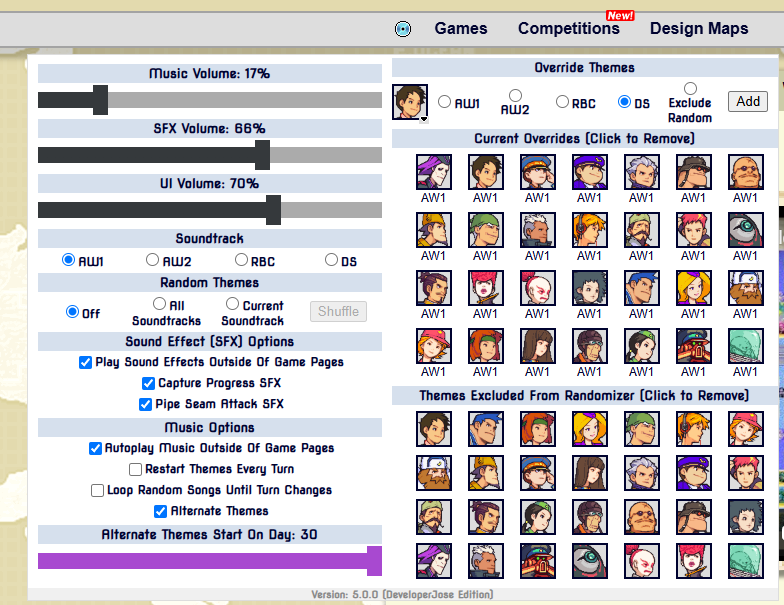 New!
Games Competitions Design Maps
Music Volume: 17%
SFX Volume: 66%
UI Volume: 70%
Soundtrack
AW1 AW2 RBC DS
Random Themes
Off All Soundtracks Current Soundtrack Shuffle
Sound Effect (SFX) Options
Play Sound Effects Outside Of Game Pages
Capture Progress SFX
Pipe Seam Attack SFX
Music Options
Autoplay Music Outside Of Game Pages
Restart Themes Every Turn
Loop Random Songs Until Turn Changes
Alternate Themes
Alternate Themes Start On Day: 30
Override Themes
AW1 AW2 RBC DS Exclude Random Add
Current Overrides (Click to Remove)
AW1 AW1 AW1 AW1 AW1 AW1 AW1
AW1 AW1 AW1 AW1 AW1 AW1 AW1
AW1 AW1 AW1 AW1 AW1 AW1 AW1
AW1 AW1 AW1 AW1 AW1 AW1 AW1
Themes Excluded From Randomizer (Click to Remove)
Version: 5.0.0 (DeveloperJose Edition)